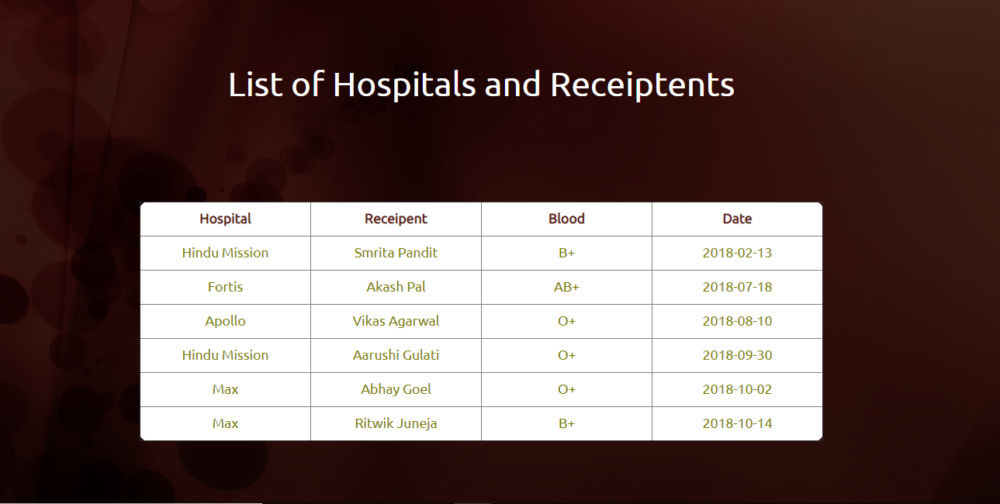 List of Hospitals and Receiptents
Hospital Receipent Blood Date
Hindu Mission Smrita Pandit B+ 2018-02-13
Fortis Akash Pal AB+ 2018-07-18
Apollo Vikas Agarwal O+ 2018-08-10
Hindu Mission Aarushi Gulati O+ 2018-09-30
Max Abhay Goel O+ 2018-10-02
Max Ritwik Juneja B+ 2018-10-14